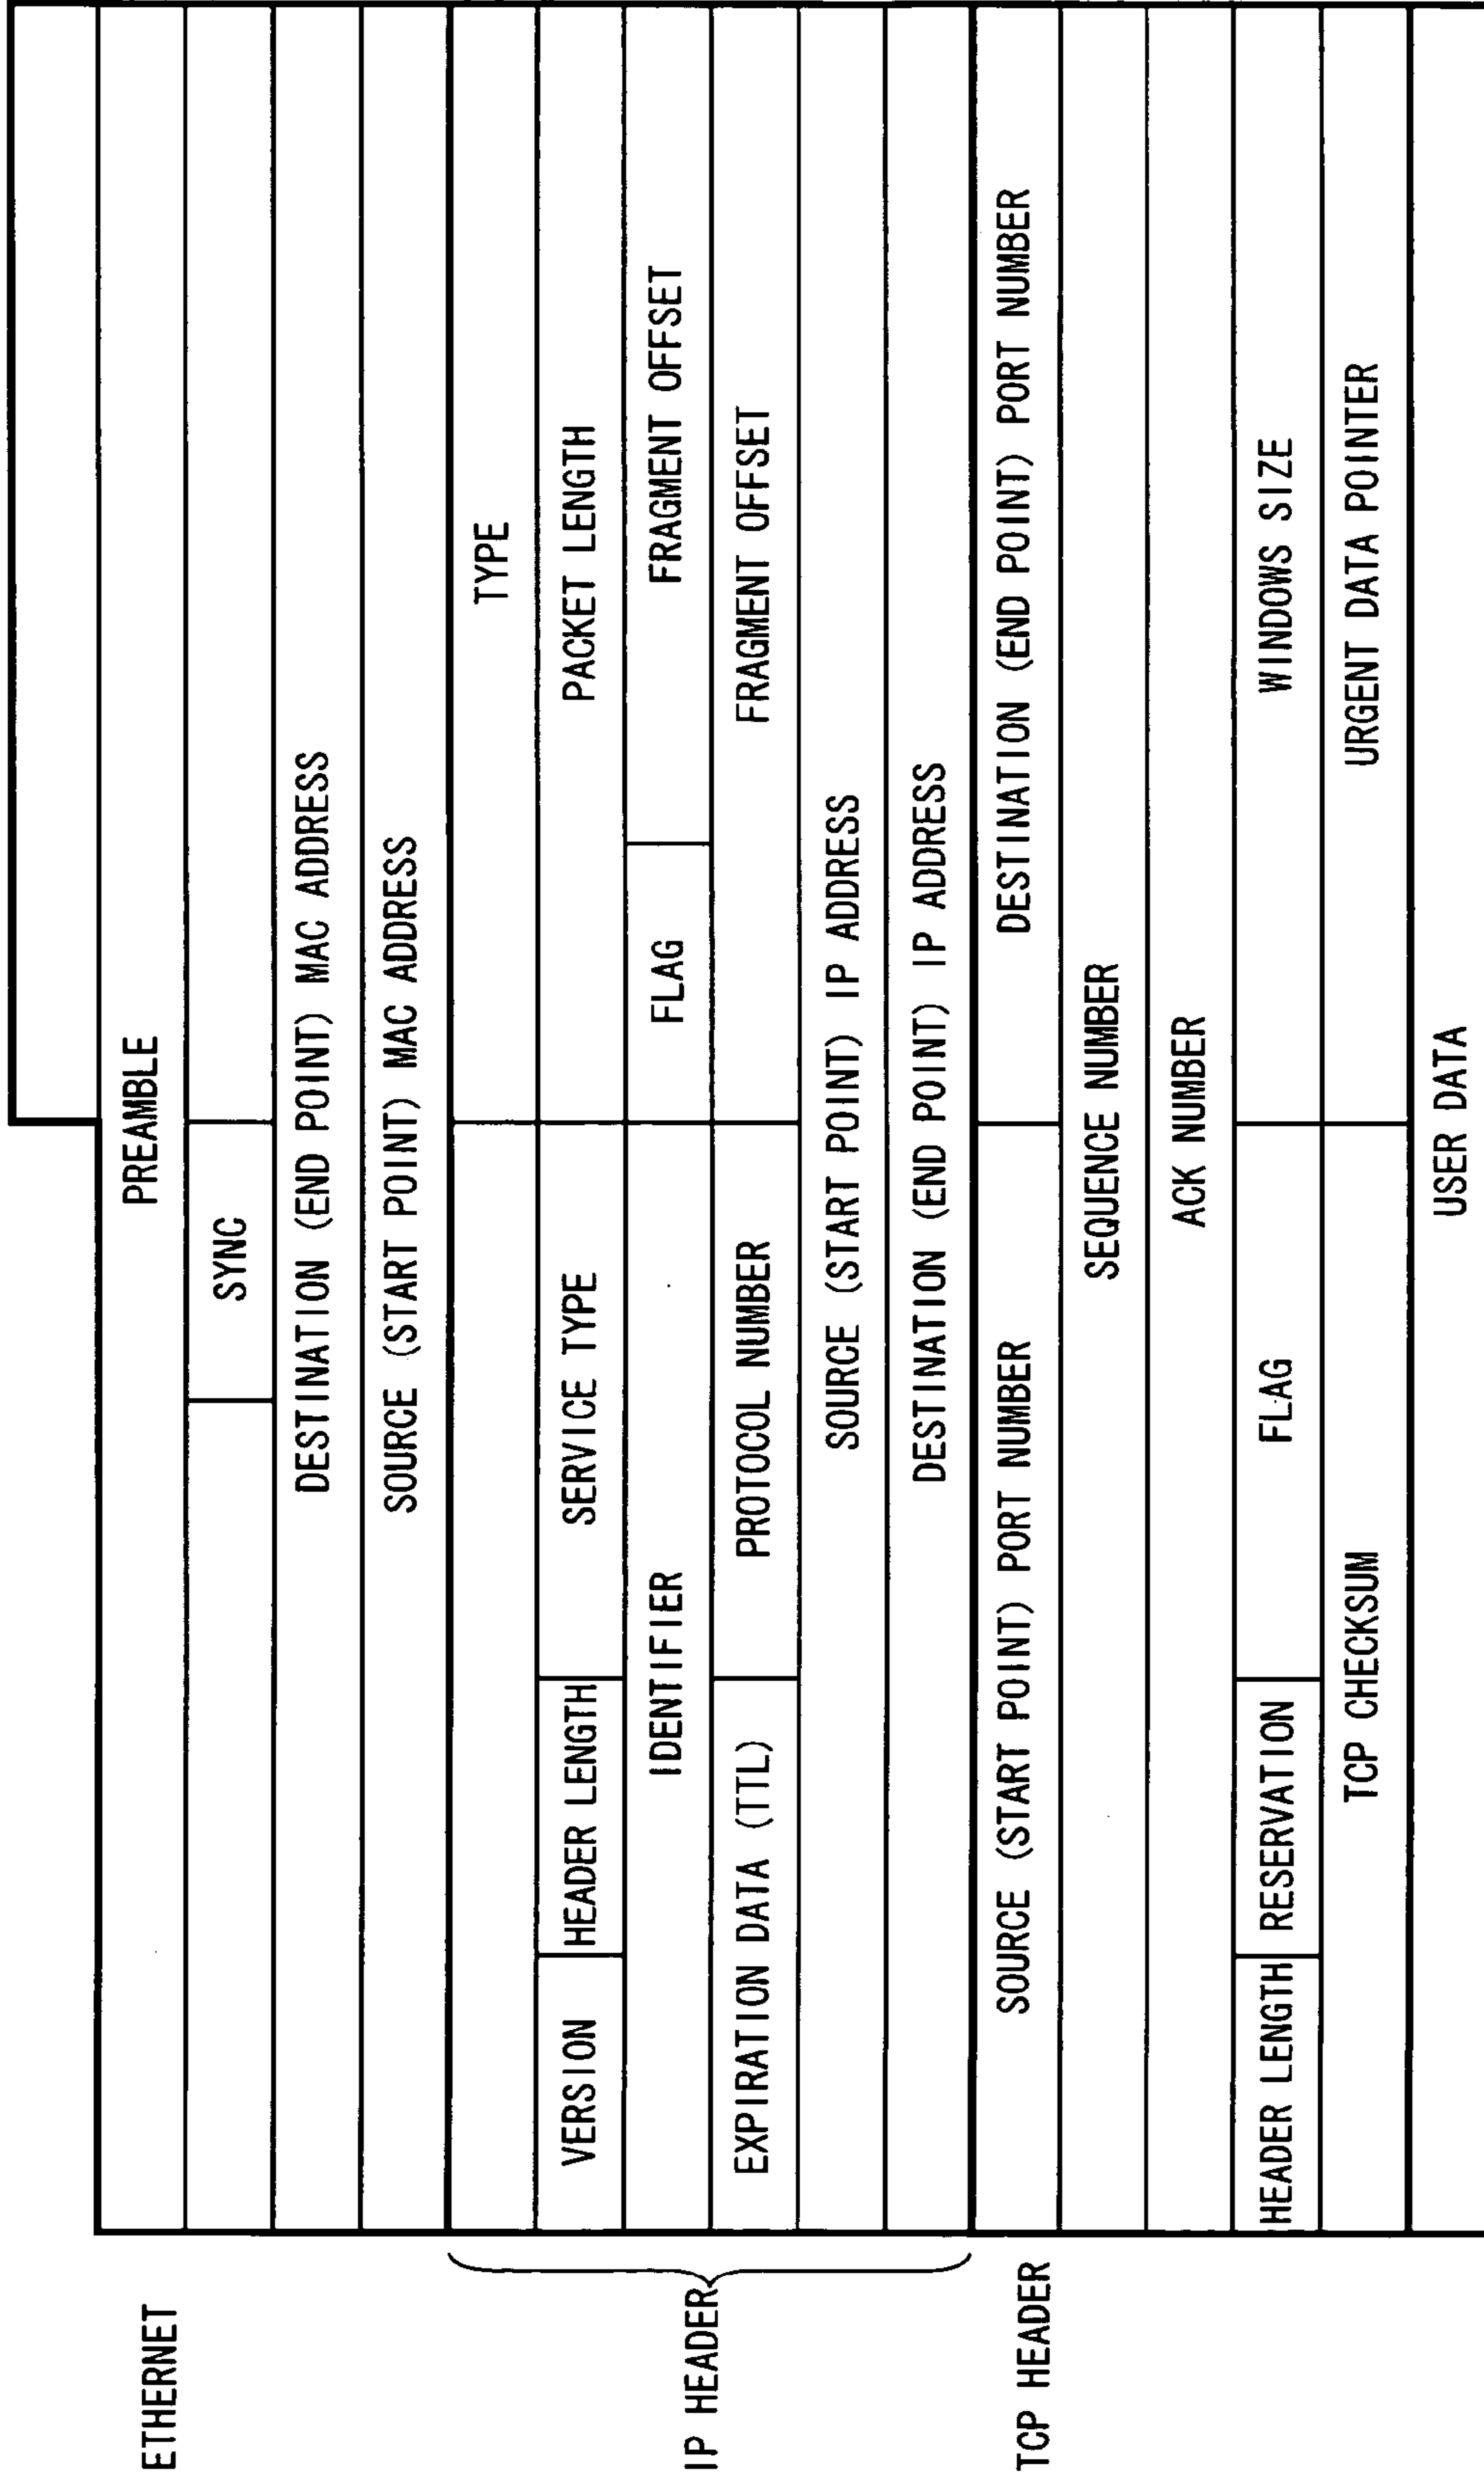 ETHERNET
PREAMBLE
SYNC
DESTINATION (END POINT) MAC ADDRESS
SOURCE (START POINT) MAC ADDRESS
TYPE
IP HEADER
VERSION HEADER LENGTH SERVICE TYPE PACKET LENGTH
IDENTIFIER FLAG FRAGMENT OFFSET
EXPIRATION DATA (TTL) PROTOCOL NUMBER FRAGMENT OFFSET
SOURCE (START POINT) IP ADDRESS
DESTINATION (END POINT) IP ADDRESS
TCP HEADER
SOURCE (START POINT) PORT NUMBER DESTINATION (END POINT) PORT NUMBER
SEQUENCE NUMBER
ACK NUMBER
HEADER LENGTH RESERVATION FLAG WINDOWS SIZE
TCP CHECKSUM URGENT DATA POINTER
USER DATA